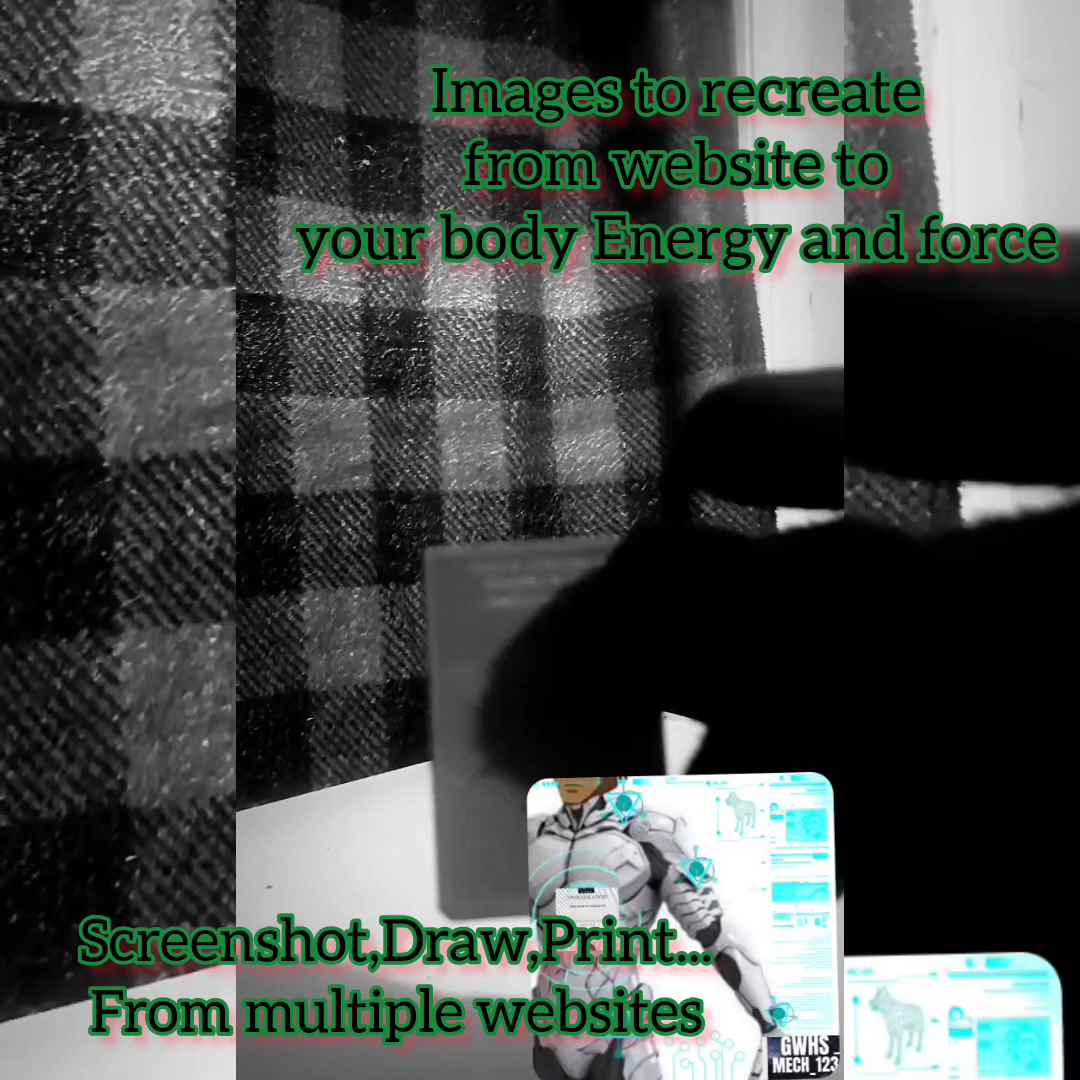 Images to recreate
from website to
your body Energy and force
Screenshot,Draw,Print...
From multiple websites
GWHS_
MECH_123